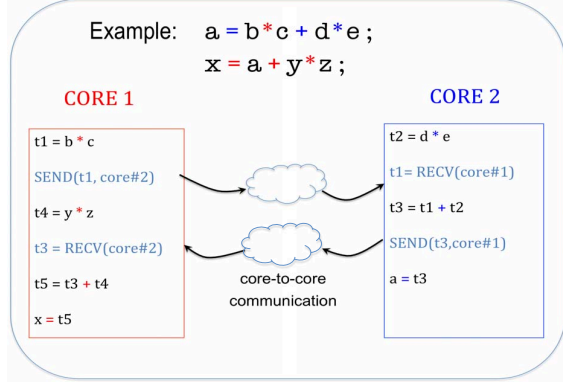 Example: a = b*c + d*e ;
x = a + y*z ;
CORE 1
t1 = b * c
SEND(t1, core#2)
t4 = y * z
t3 = RECV(core#2)
t5 = t3 + t4
x = t5
core-to-core
communication
CORE 2
t2 = d * e
t1= RECV(core#1)
t3 = t1 + t2
SEND(t3,core#1)
a = t3